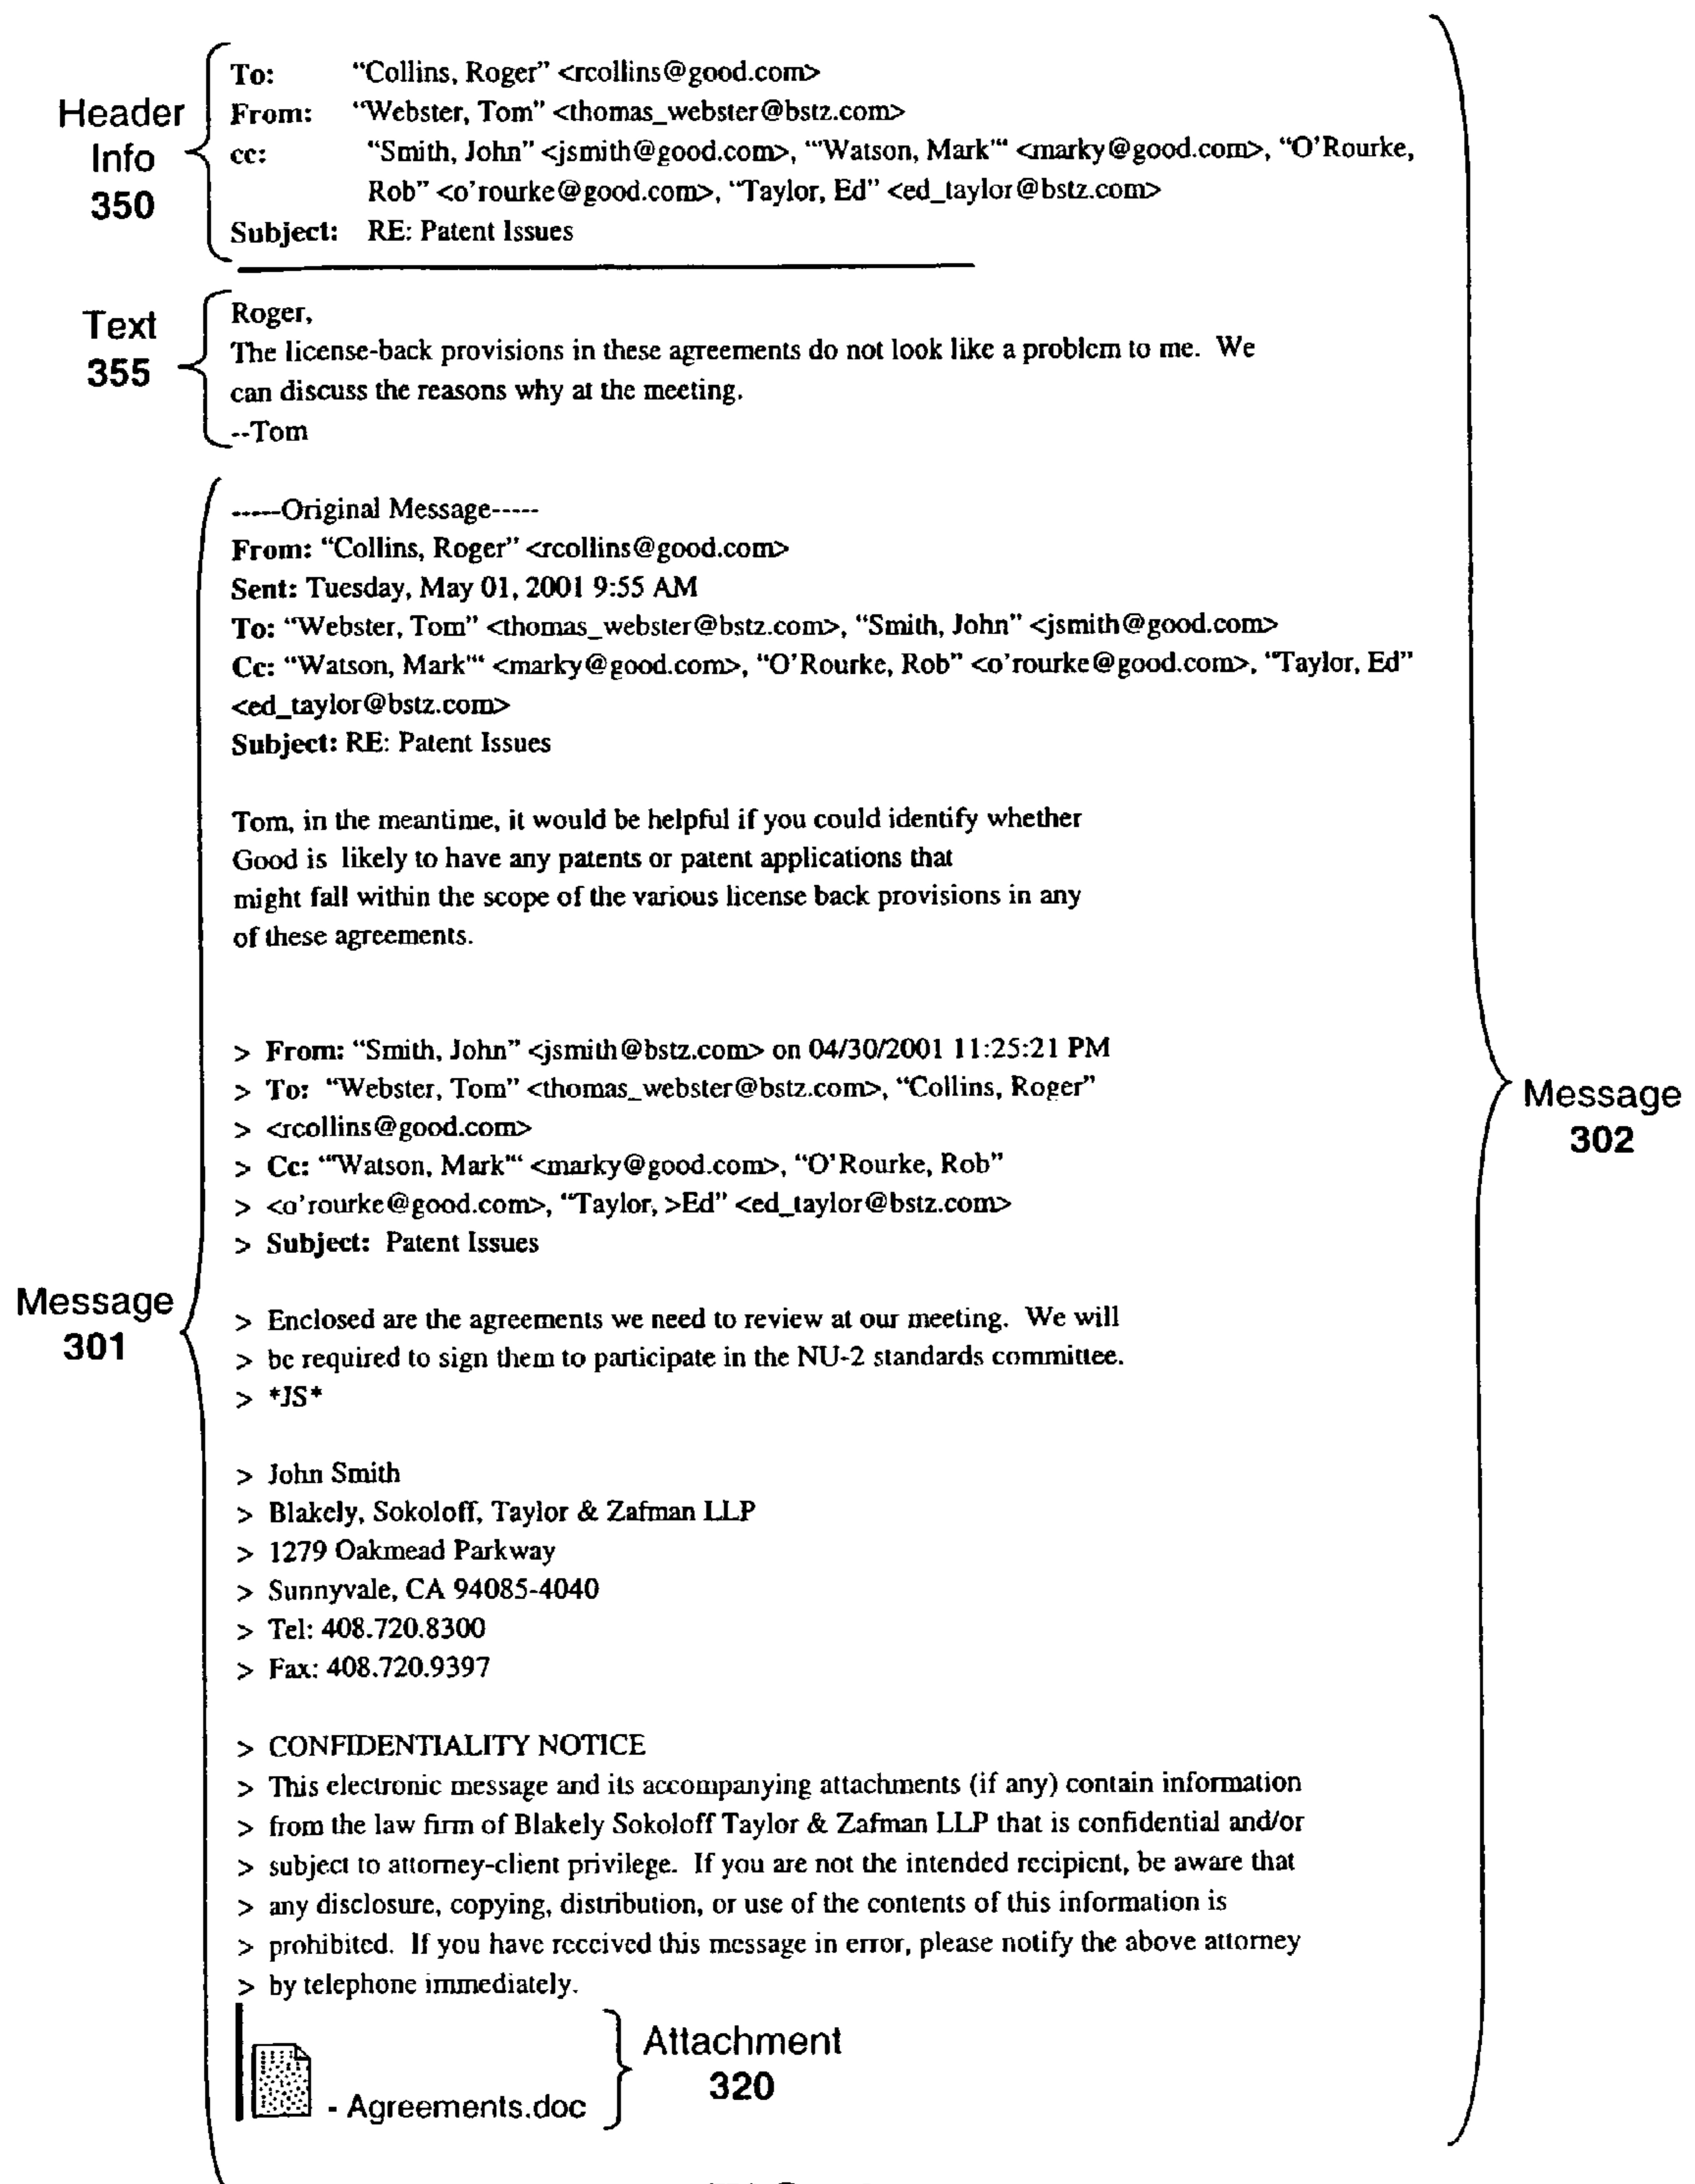 Header
Info
350
To: "Collins, Roger" <rcollins@good.com>
From: "Webster, Tom" <thomas_webster@bstz.com>
cc: "Smith, John" <jsmith@good.com>, "'Watson, Mark'" <marky@good.com>, "O'Rourke,
Rob" <o'rourke@good.com>, "Taylor, Ed" <ed_taylor@bstz.com>
Subject: RE: Patent Issues
Text
355
Roger,
The license-back provisions in these agreements do not look like a problem to me. We
can discuss the reasons why at the meeting.
--Tom
Message
301
-----Original Message-----
From: "Collins, Roger" <rcollins@good.com>
Sent: Tuesday, May 01, 2001 9:55 AM
To: "Webster, Tom" <thomas_webster@bstz.com>, "Smith, John" <jsmith@good.com>
Cc: "Watson, Mark'" <marky@good.com>, "O'Rourke, Rob" <o'rourke@good.com>, "Taylor, Ed"
<ed_taylor@bstz.com>
Subject: RE: Patent Issues
Tom, in the meantime, it would be helpful if you could identify whether
Good is likely to have any patents or patent applications that
might fall within the scope of the various license back provisions in any
of these agreements.
> From: "Smith, John" <jsmith@bstz.com> on 04/30/2001 11:25:21 PM
> To: "Webster, Tom" <thomas_webster@bstz.com>, "Collins, Roger"
> <rcollins@good.com>
> Cc: "'Watson, Mark'" <marky@good.com>, "O'Rourke, Rob"
> <o'rourke@good.com>, "Taylor, >Ed" <ed_taylor@bstz.com>
> Subject: Patent Issues
> Enclosed are the agreements we need to review at our meeting. We will
> be required to sign them to participate in the NU-2 standards committee.
> *JS*
> John Smith
> Blakely, Sokoloff, Taylor & Zafman LLP
> 1279 Oakmead Parkway
> Sunnyvale, CA 94085-4040
> Tel: 408.720.8300
> Fax: 408.720.9397
> CONFIDENTIALITY NOTICE
> This electronic message and its accompanying attachments (if any) contain information
> from the law firm of Blakely Sokoloff Taylor & Zafman LLP that is confidential and/or
> subject to attorney-client privilege. If you are not the intended recipient, be aware that
> any disclosure, copying, distribution, or use of the contents of this information is
> prohibited. If you have received this message in error, please notify the above attorney
> by telephone immediately.
- Agreements.doc
Attachment
320
Message
302